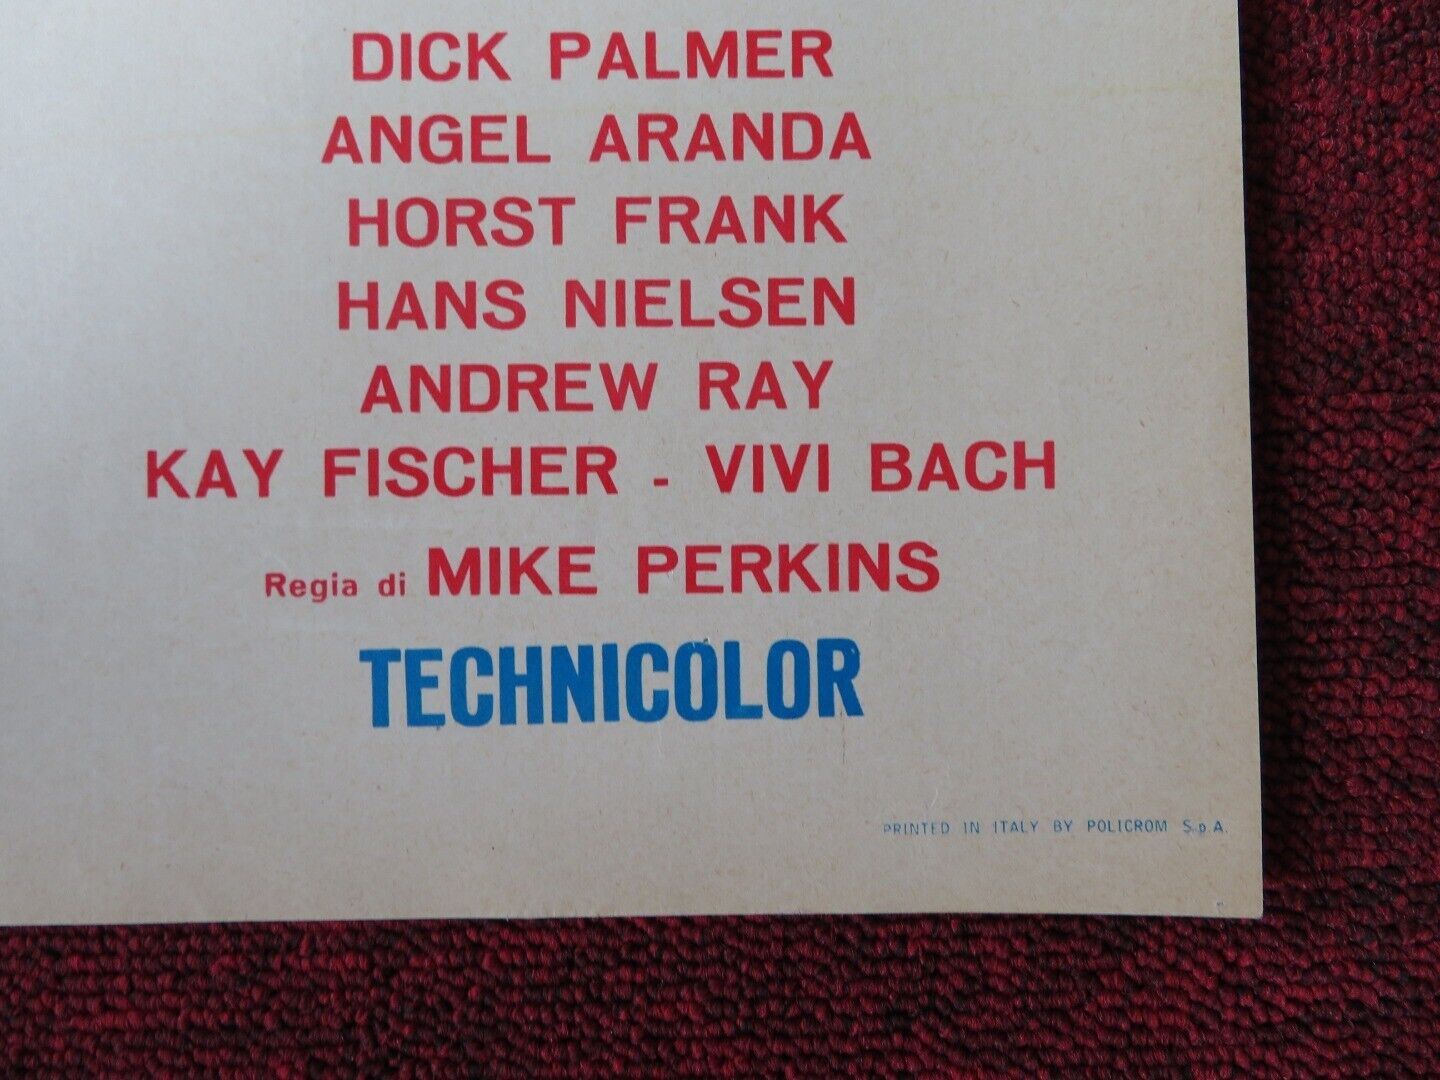 DICK PALMER
ANGEL ARANDA
HORST FRANK
HANS NIELSEN
ANDREW RAY
KAY FISCHER - VIVI BACH
Regia di MIKE PERKINS
TECHNICOLOR
PRINTED IN ITALY BY POLICROM S.p.A.